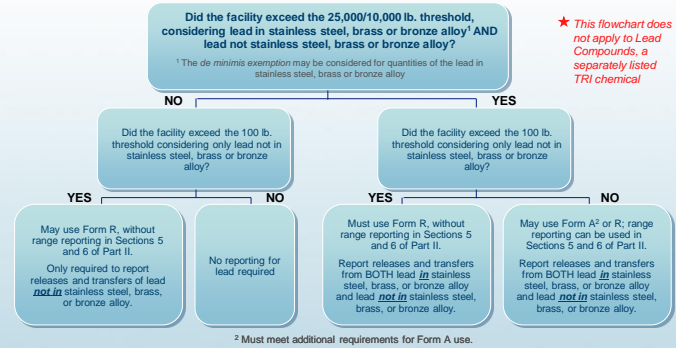 Did the facility exceed the 25,000/10,000 lb. threshold,
considering lead in stainless steel, brass or bronze alloy¹ AND
lead not stainless steel, brass or bronze alloy?
¹ The de minimis exemption may be considered for quantities of the lead in
stainless steel, brass or bronze alloy
★ This flowchart does
not apply to Lead
Compounds, a
separately listed
TRI chemical
NO
YES
Did the facility exceed the 100 lb.
threshold considering only lead not in
stainless steel, brass or bronze
alloy?
Did the facility exceed the 100 lb.
threshold considering only lead not in
stainless steel, brass or bronze
alloy?
YES
NO
YES
NO
May use Form R, without
range reporting in Sections 5
and 6 of Part II.
Only required to report
releases and transfers of lead
not in stainless steel, brass,
or bronze alloy.
No reporting for
lead required
Must use Form R, without
range reporting in Sections 5
and 6 of Part II.
Report releases and transfers
from BOTH lead in stainless
steel, brass, or bronze alloy
and lead not in stainless steel,
brass, or bronze alloy.
May use Form A² or R; range
reporting can be used in
Sections 5 and 6 of Part II.
Report releases and transfers
from BOTH lead in stainless
steel, brass, or bronze alloy
and lead not in stainless steel,
brass, or bronze alloy.
² Must meet additional requirements for Form A use.